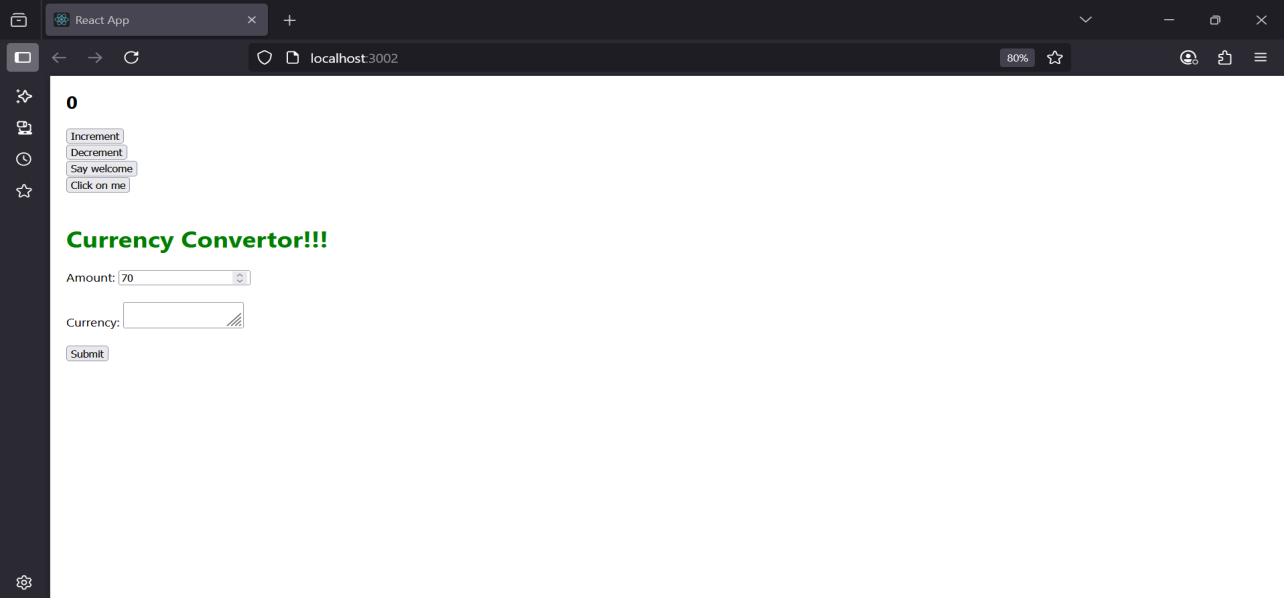 React App
localhost:3002
80%
0
Increment
Decrement
Say welcome
Click on me
Currency Convertor!!!
Amount: 70
Currency:
Submit